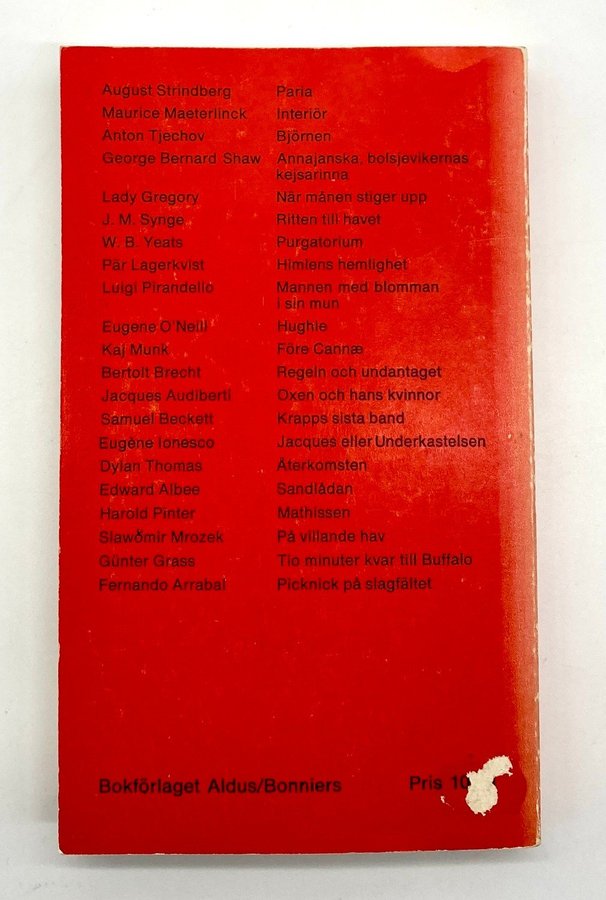 August Strindberg Paria
Maurice Maeterlinck Interiör
Anton Tjechov Björnen
George Bernard Shaw Annajanska, bolsjevikernas
kejsarinna
Lady Gregory När månen stiger upp
J. M. Synge Ritten till havet
W. B. Yeats Purgatorium
Pär Lagerkvist Himlens hemlighet
Luigi Pirandello Mannen med blomman
i sin mun
Eugene O'Neill Hughie
Kaj Munk Före Cannæ
Bertolt Brecht Regeln och undantaget
Jacques Audiberti Oxen och hans kvinnor
Samuel Beckett Krapps sista band
Eugéne Ionesco Jacques eller Underkastelsen
Dylan Thomas Återkomsten
Edward Albee Sandlådan
Harold Pinter Mathissen
Slawǒmir Mrozek På villande hav
Günter Grass Tio minuter kvar till Buffalo
Fernando Arrabal Picknick på slagfältet
Bokförlaget Aldus/Bonniers Pris 10